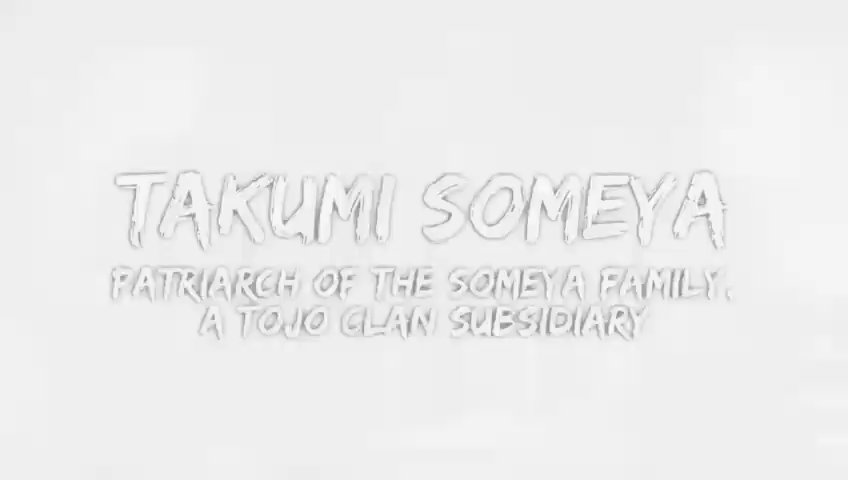 TAKUMI SOMEYA
PATRIARCH OF THE SOMEYA FAMILY,
A TOJO CLAN SUBSIDIARY